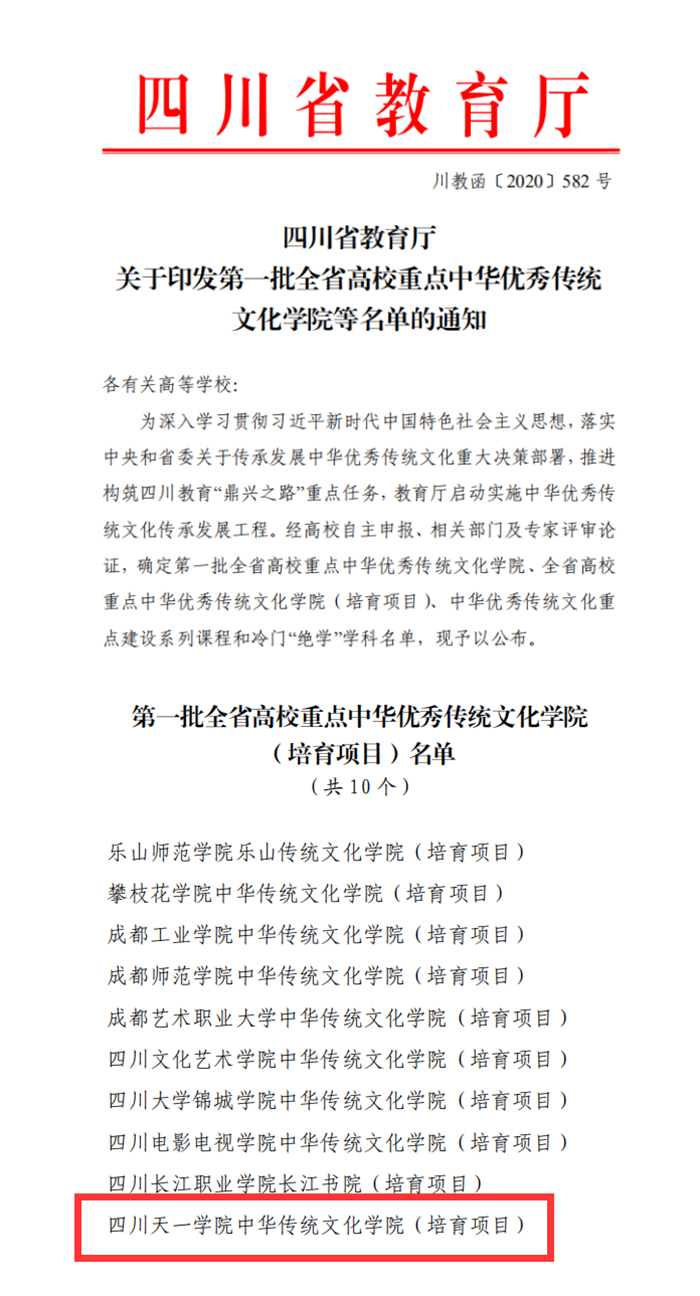 四川省教育厅
川教函〔2020〕582 号
四川省教育厅
关于印发第一批全省高校重点中华优秀传统
文化学院等名单的通知
各有关高等学校：
为深入学习贯彻习近平新时代中国特色社会主义思想，落实
中央和省委关于传承发展中华优秀传统文化重大决策部署，推进
构筑四川教育“鼎兴之路”重点任务，教育厅启动实施中华优秀传
统文化传承发展工程。经高校自主申报、相关部门及专家评审论
证，确定第一批全省高校重点中华优秀传统文化学院、全省高校
重点中华优秀传统文化学院（培育项目）、中华优秀传统文化重
点建设系列课程和冷门“绝学”学科名单，现予以公布。
第一批全省高校重点中华优秀传统文化学院
（培育项目）名单
（共 10 个）
乐山师范学院乐山传统文化学院（培育项目）
攀枝花学院中华传统文化学院（培育项目）
成都工业学院中华传统文化学院（培育项目）
成都师范学院中华传统文化学院（培育项目）
成都艺术职业大学中华传统文化学院（培育项目）
四川文化艺术学院中华传统文化学院（培育项目）
四川大学锦城学院中华传统文化学院（培育项目）
四川电影电视学院中华传统文化学院（培育项目）
四川长江职业学院长江书院（培育项目）
四川天一学院中华传统文化学院（培育项目）